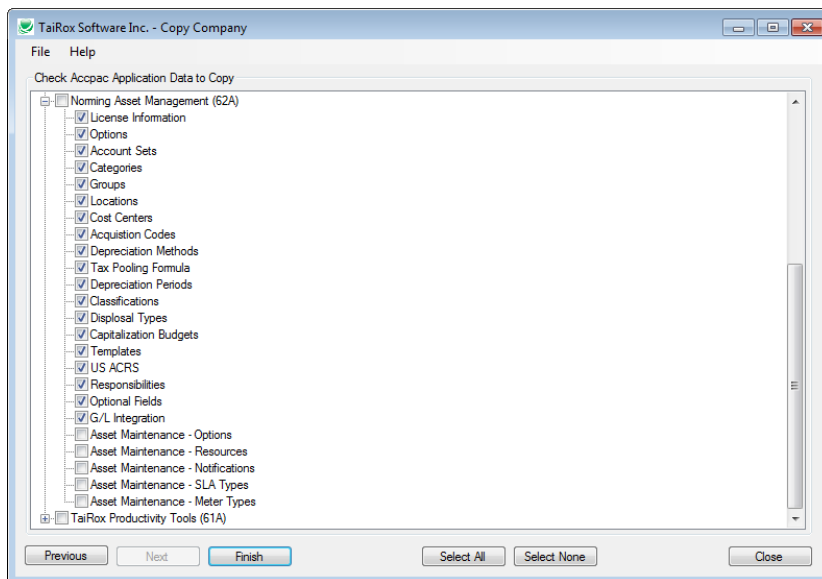 TaiRox Software Inc. - Copy Company
File Help
Check Accpac Application Data to Copy
Norming Asset Management (62A)
License Information
Options
Account Sets
Categories
Groups
Locations
Cost Centers
Acquistion Codes
Depreciation Methods
Tax Pooling Formula
Depreciation Periods
Classifications
Displosal Types
Capitalization Budgets
Templates
US ACRS
Responsibilities
Optional Fields
G/L Integration
Asset Maintenance - Options
Asset Maintenance - Resources
Asset Maintenance - Notifications
Asset Maintenance - SLA Types
Asset Maintenance - Meter Types
TaiRox Productivity Tools (61A)
Previous Next Finish Select All Select None Close